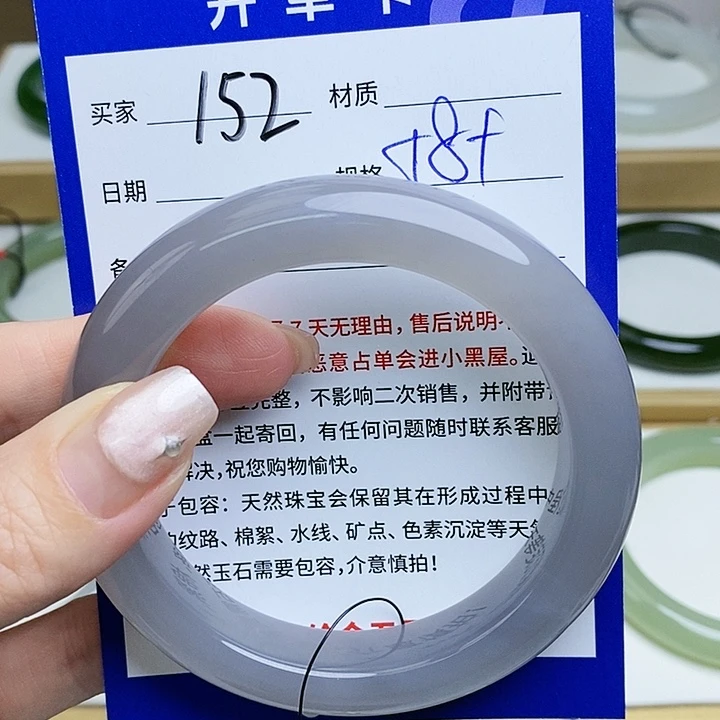 买家 152 材质
日期 规格 58+
天无理由，售后说明
恶意占单会进小黑屋。
完整，不影响二次销售，并附带
一起寄回，有任何问题随时联系客服
解决，祝您购物愉快。
包容：天然珠宝会保留其在形成过程中
纹路、棉絮、水线、矿点、色素沉淀等天
然玉石需要包容，介意慎拍！